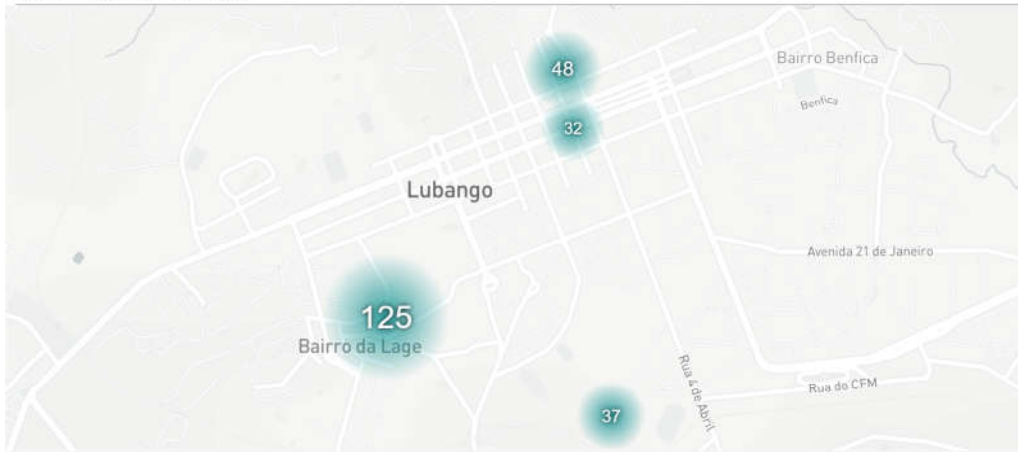 48
Bairro Benfica
Benfica
32
Lubango
Avenida 21 de Janeiro
125
Bairro da Lage
Rua 4 de Abril
Rua do CFM
37